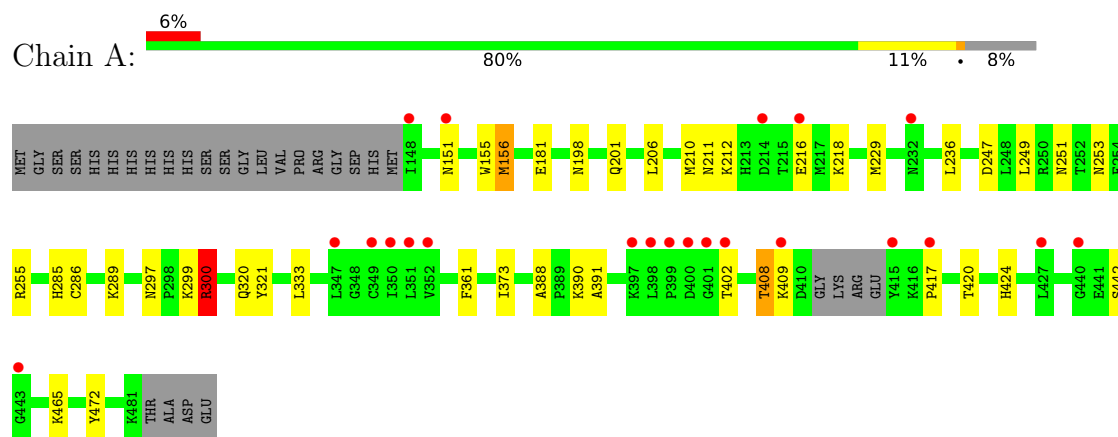 6%
Chain A:
80% 11% • 8%
MET GLY SER SER HIS HIS HIS HIS HIS HIS SER SER GLY LEU VAL PRO ARG GLY SEP HIS MET I148 N151 W155 M156 E181 N198 Q201 L206 M210 N211 K212 H213 D214 T215 E216 M217 K218 M229 N232 L236 D247 L248 L249 R250 N251 T252 N253 E254
R255 H285 C286 K289 N297 P298 K299 R300 Q320 Y321 L333 L347 G348 C349 I350 L351 V352 F361 I373 A388 P389 K390 A391 K397 L398 P399 D400 G401 T402 T408 K409 D410 GLY LYS ARG GLU Y415 K416 P417 T420 H424 L427 G440 E441 S442
G443 K465 Y472 K481 THR ALA ASP GLU